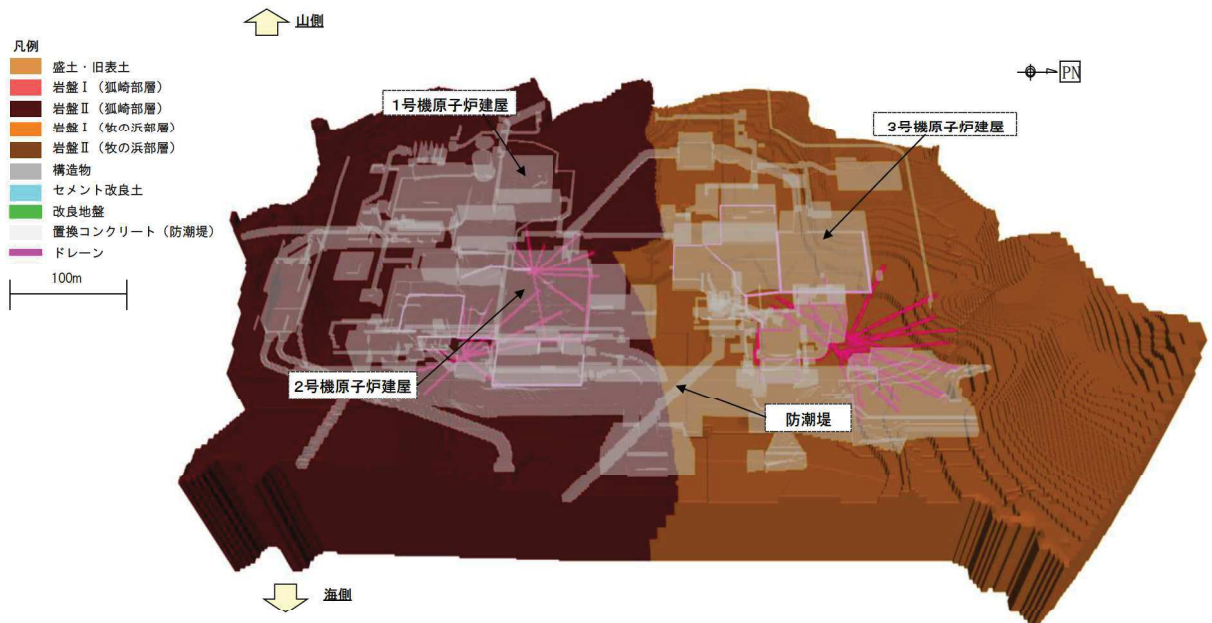 山側
凡例
盛土・旧表土
岩盤Ⅰ(狐崎部層)
岩盤Ⅱ(狐崎部層)
岩盤Ⅰ(牧の浜部層)
岩盤Ⅱ(牧の浜部層)
構造物
セメント改良土
改良地盤
置換コンクリート(防潮堤)
ドレーン
100m
PN
1号機原子炉建屋
3号機原子炉建屋
2号機原子炉建屋
防潮堤
海側